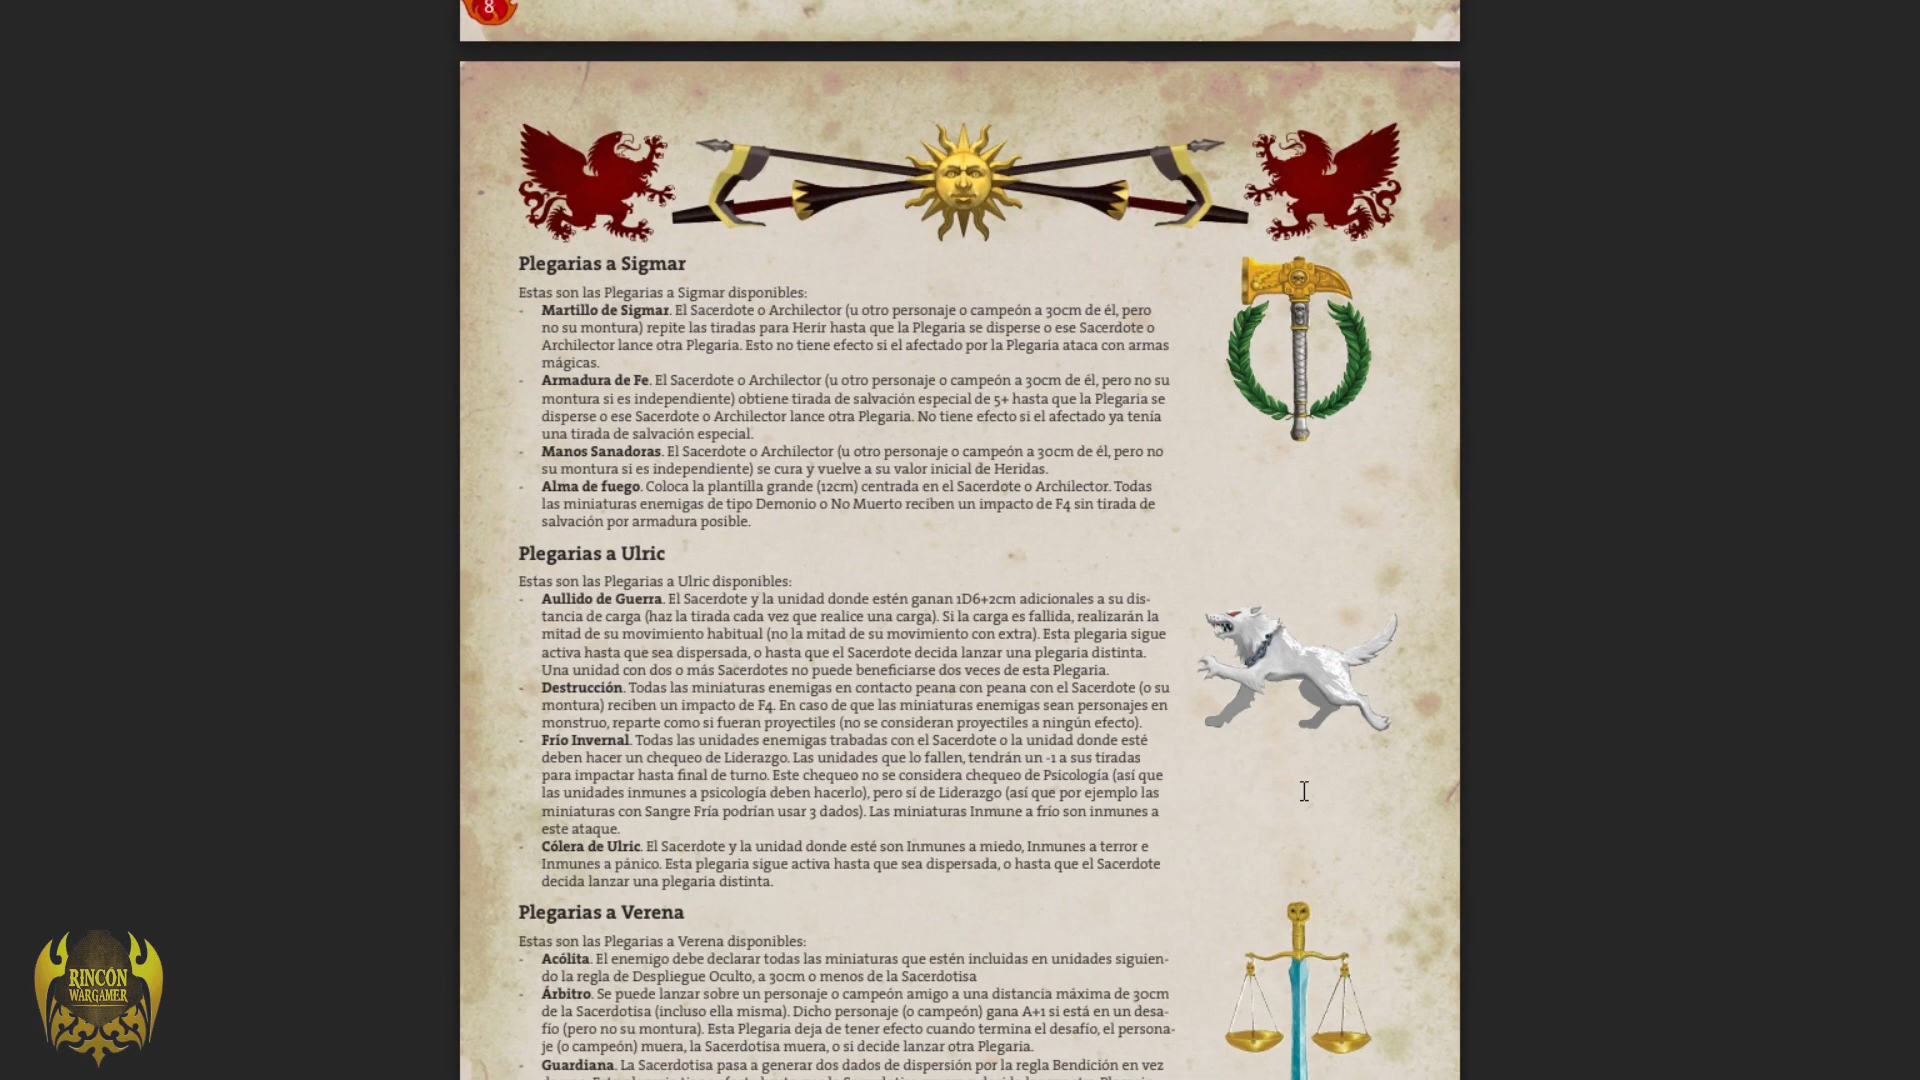 8
Plegarias a Sigmar
Estas son las Plegarias a Sigmar disponibles:
- Martillo de Sigmar. El Sacerdote o Archilector (u otro personaje o campeón a 30cm de él, pero
no su montura) repite las tiradas para Herir hasta que la Plegaria se disperse o ese Sacerdote o
Archilector lance otra Plegaria. Esto no tiene efecto si el afectado por la Plegaria ataca con armas
mágicas.
- Armadura de Fe. El Sacerdote o Archilector (u otro personaje o campeón a 30cm de él, pero no su
montura si es independiente) obtiene tirada de salvación especial de 5+ hasta que la Plegaria se
disperse o ese Sacerdote o Archilector lance otra Plegaria. No tiene efecto si el afectado ya tenía
una tirada de salvación especial.
- Manos Sanadoras. El Sacerdote o Archilector (u otro personaje o campeón a 30cm de él, pero no
su montura si es independiente) se cura y vuelve a su valor inicial de Heridas.
- Alma de fuego. Coloca la plantilla grande (12cm) centrada en el Sacerdote o Archilector. Todas
las miniaturas enemigas de tipo Demonio o No Muerto reciben un impacto de F4 sin tirada de
salvación por armadura posible.
Plegarias a Ulric
Estas son las Plegarias a Ulric disponibles:
- Aullido de Guerra. El Sacerdote y la unidad donde estén ganan 1D6+2cm adicionales a su dis-
tancia de carga (haz la tirada cada vez que realice una carga). Si la carga es fallida, realizarán la
mitad de su movimiento habitual (no la mitad de su movimiento con extra). Esta plegaria sigue
activa hasta que sea dispersada, o hasta que el Sacerdote decida lanzar una plegaria distinta.
Una unidad con dos o más Sacerdotes no puede beneficiarse dos veces de esta Plegaria.
- Destrucción. Todas las miniaturas enemigas en contacto peana con peana con el Sacerdote (o su
montura) reciben un impacto de F4. En caso de que las miniaturas enemigas sean personajes en
monstruo, reparte como si fueran proyectiles (no se consideran proyectiles a ningún efecto).
- Frío Invernal. Todas las unidades enemigas trabadas con el Sacerdote o la unidad donde esté
deben hacer un chequeo de Liderazgo. Las unidades que lo fallen, tendrán un -1 a sus tiradas
para impactar hasta final de turno. Este chequeo no se considera chequeo de Psicología (así que
las unidades inmunes a psicología deben hacerlo), pero sí de Liderazgo (así que por ejemplo las
miniaturas con Sangre Fría podrían usar 3 dados). Las miniaturas Inmune a frío son inmunes a
este ataque.
- Cólera de Ulric. El Sacerdote y la unidad donde esté son Inmunes a miedo, Inmunes a terror e
Inmunes a pánico. Esta plegaria sigue activa hasta que sea dispersada, o hasta que el Sacerdote
decida lanzar una plegaria distinta.
Plegarias a Verena
Estas son las Plegarias a Verena disponibles:
- Acólita. El enemigo debe declarar todas las miniaturas que estén incluidas en unidades siguien-
do la regla de Despliegue Oculto, a 30cm o menos de la Sacerdotisa
- Árbitro. Se puede lanzar sobre un personaje o campeón amigo a una distancia máxima de 30cm
de la Sacerdotisa (incluso ella misma). Dicho personaje (o campeón) gana A+1 si está en un desa-
fío (pero no su montura). Esta Plegaria deja de tener efecto cuando termina el desafío, el persona-
je (o campeón) muera, la Sacerdotisa muera, o si decide lanzar otra Plegaria.
- Guardiana. La Sacerdotisa pasa a generar dos dados de dispersión por la regla Bendición en vez
RINCÓN
WARGAMER